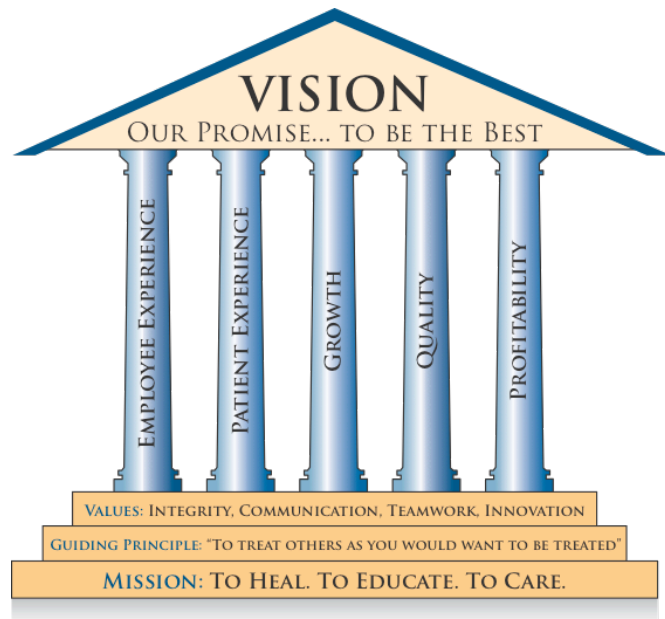 VISION
OUR PROMISE... TO BE THE BEST
EMPLOYEE EXPERIENCE
PATIENT EXPERIENCE
GROWTH
QUALITY
PROFITABILITY
VALUES: INTEGRITY, COMMUNICATION, TEAMWORK, INNOVATION
GUIDING PRINCIPLE: “TO TREAT OTHERS AS YOU WOULD WANT TO BE TREATED”
MISSION: TO HEAL. TO EDUCATE. TO CARE.